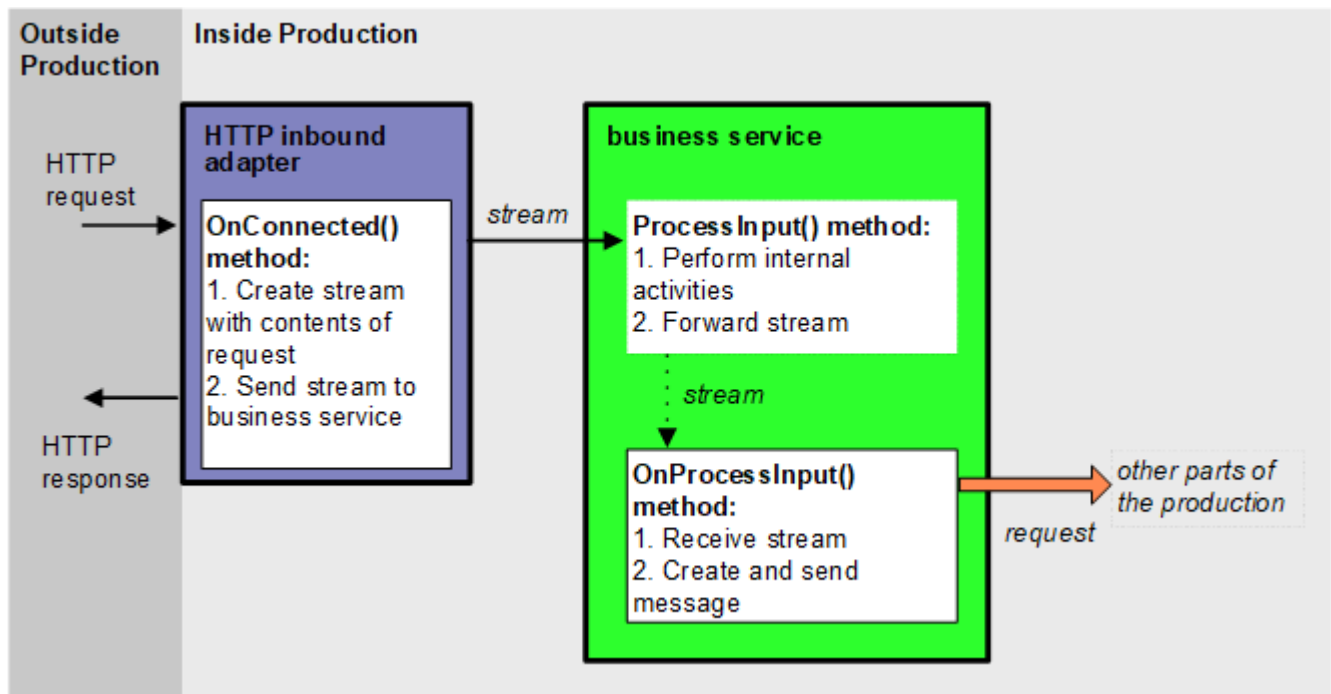 Outside
Production
Inside Production
HTTP
request
HTTP inbound
adapter
OnConnected()
method:
1. Create stream
with contents of
request
2. Send stream to
business service
HTTP
response
stream
business service
ProcessInput() method:
1. Perform internal
activities
2. Forward stream
stream
OnProcessInput()
method:
1. Receive stream
2. Create and send
message
request
other parts of
the production